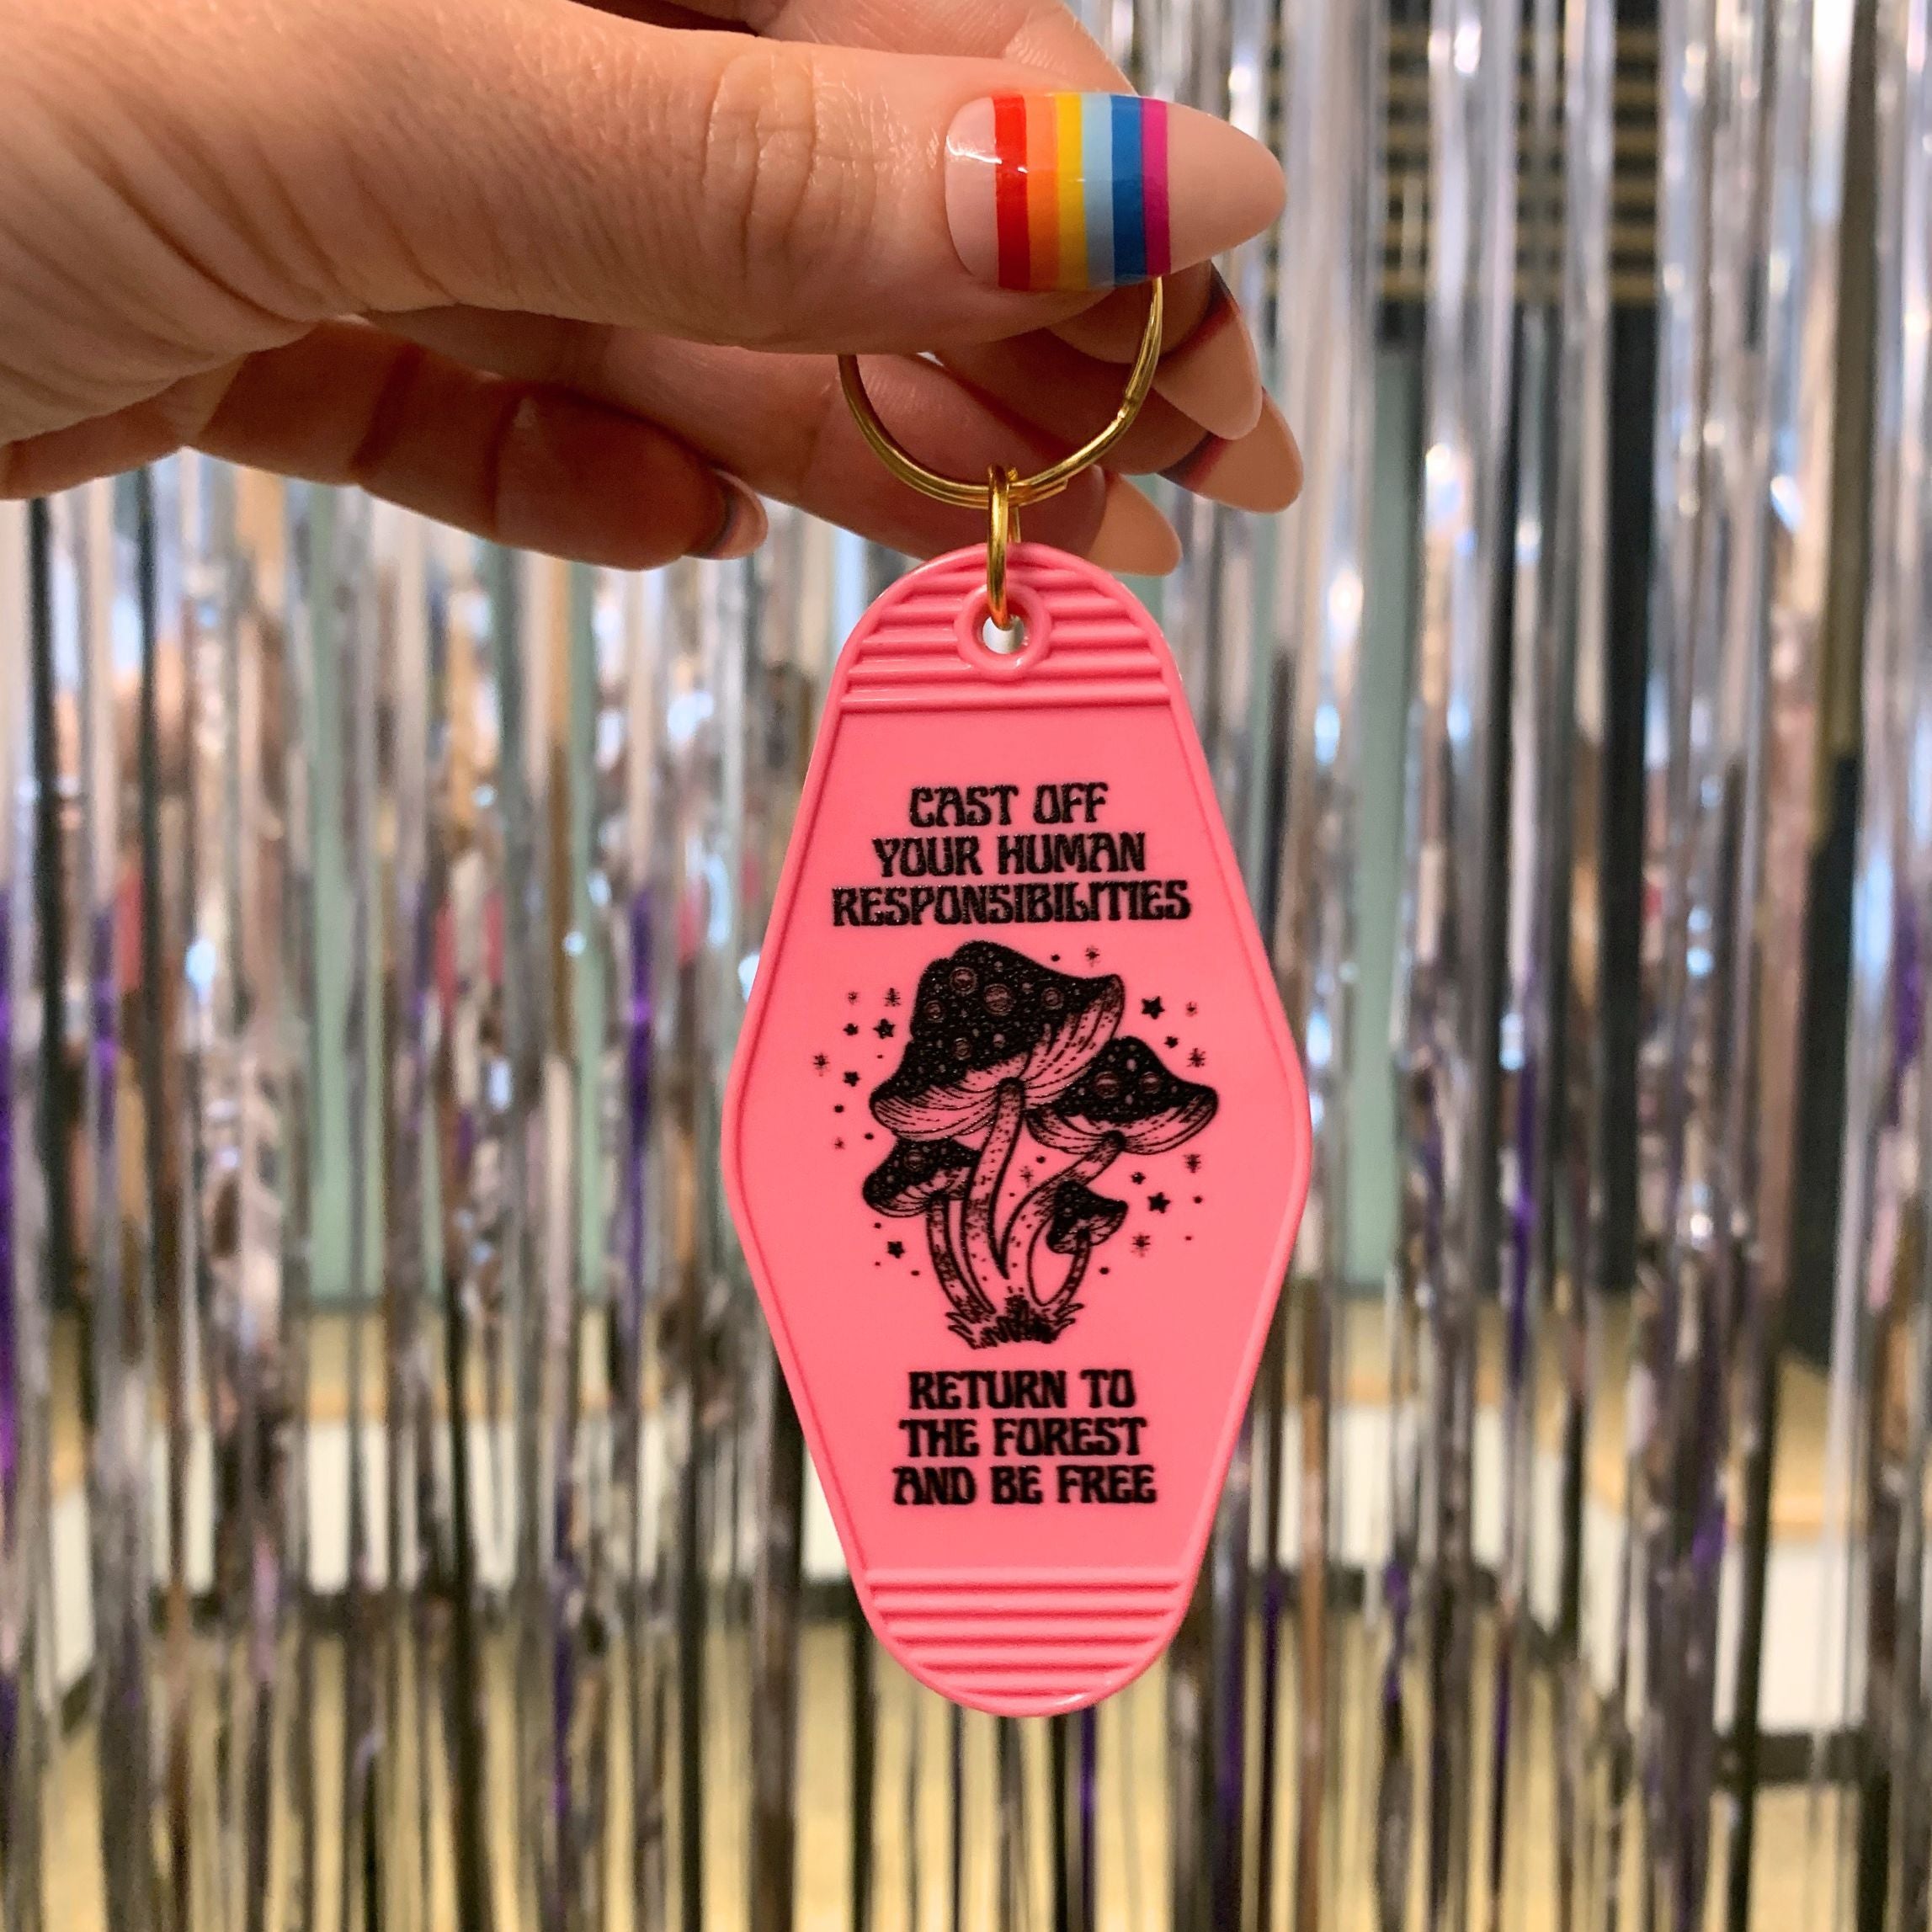 CAST OFF
YOUR HUMAN
RESPONSIBILITIES
RETURN TO
THE FOREST
AND BE FREE